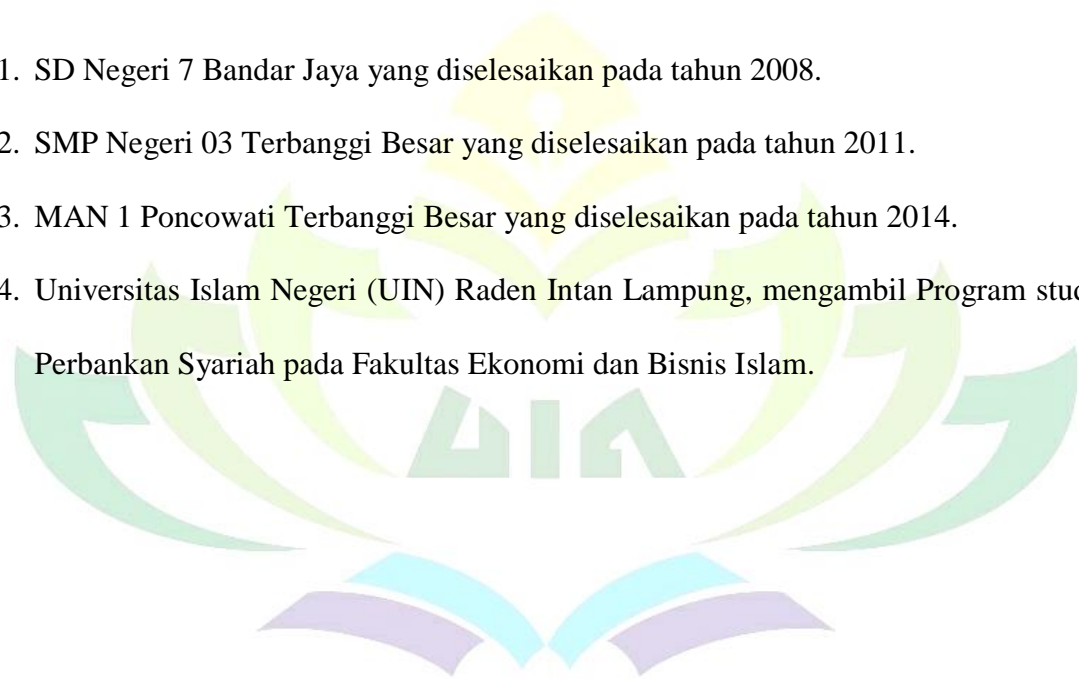 1. SD Negeri 7 Bandar Jaya yang diselesaikan pada tahun 2008.
2. SMP Negeri 03 Terbanggi Besar yang diselesaikan pada tahun 2011.
3. MAN 1 Poncowati Terbanggi Besar yang diselesaikan pada tahun 2014.
4. Universitas Islam Negeri (UIN) Raden Intan Lampung, mengambil Program
Perbankan Syariah pada Fakultas Ekonomi dan Bisnis Islam.
UIN